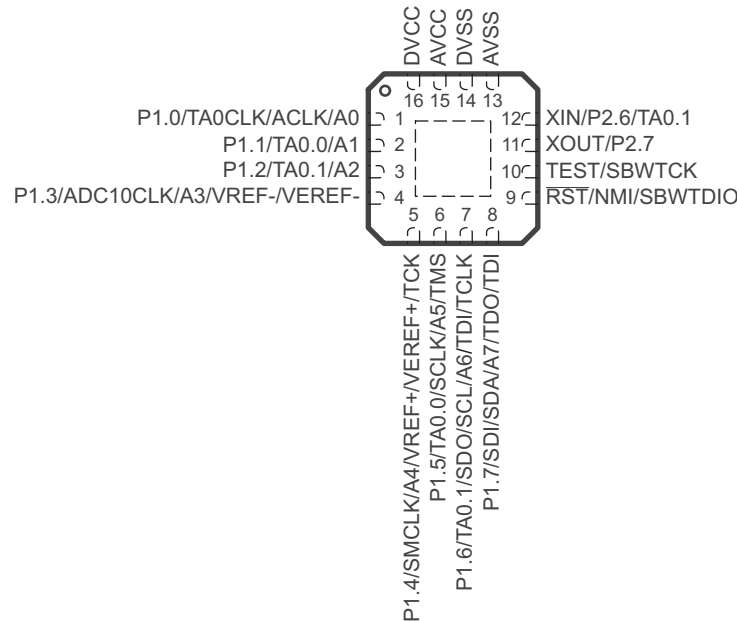 DVCC
AVCC
DVSS
AVSS
16 15 14 13
P1.0/TA0CLK/ACLK/A0 1
12 XIN/P2.6/TA0.1
P1.1/TA0.0/A1 2
11 XOUT/P2.7
P1.2/TA0.1/A2 3
10 TEST/SBWTCK
P1.3/ADC10CLK/A3/VREF-/VEREF- 4
9 RST/NMI/SBWTDIO
5 6 7 8
P1.4/SMCLK/A4/VREF+/VEREF+/TCK
P1.5/TA0.0/SCLK/A5/TMS
P1.6/TA0.1/SDO/SCL/A6/TDI/TCLK
P1.7/SDI/SDA/A7/TDO/TDI